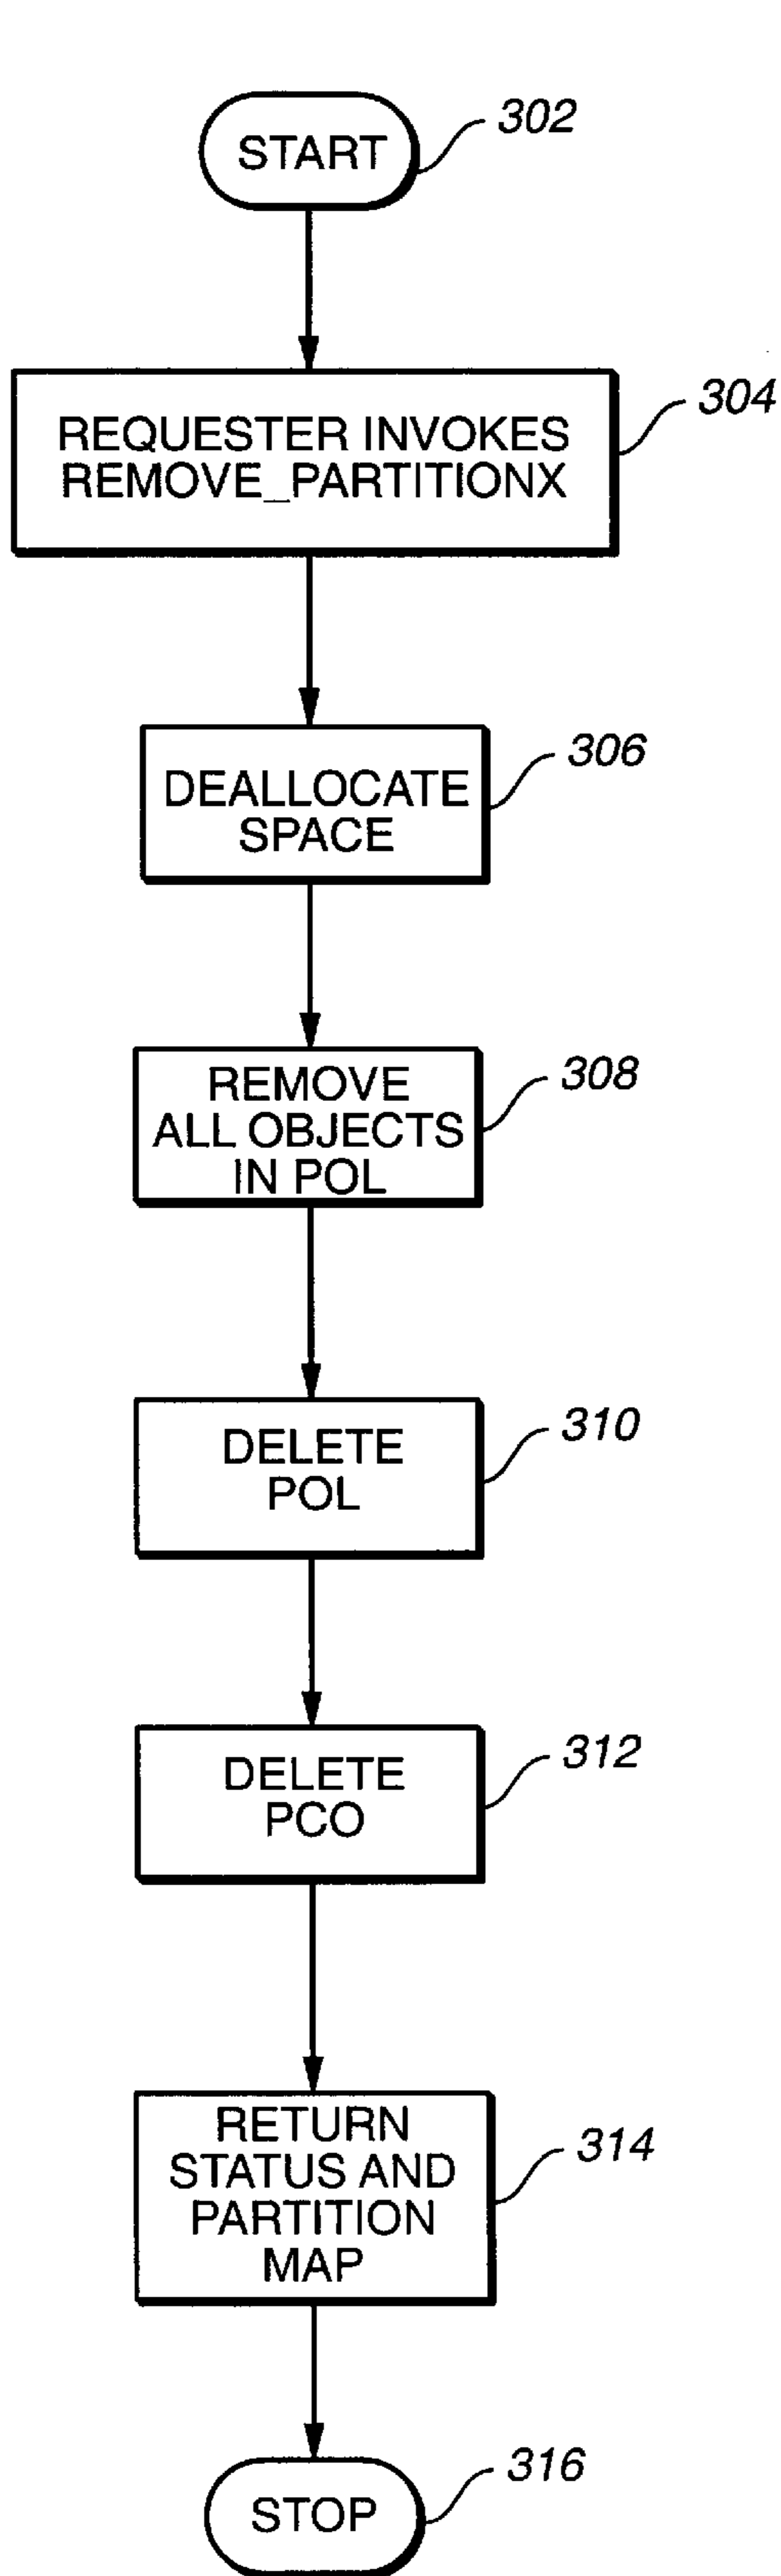 START
302
REQUESTER INVOKES
REMOVE_PARTITIONX
304
DEALLOCATE
SPACE
306
REMOVE
ALL OBJECTS
IN POL
308
DELETE
POL
310
DELETE
PCO
312
RETURN
STATUS AND
PARTITION
MAP
314
STOP
316